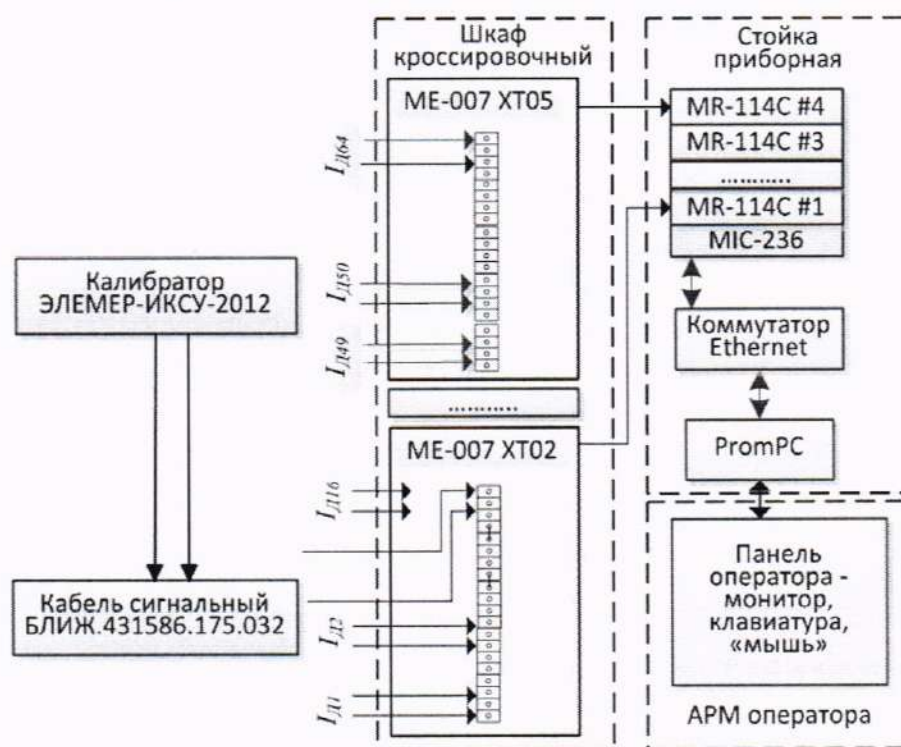 Шкаф
кроссировочный
ME-007 XT05
I Д64
I Д50
I Д49
...........
ME-007 XT02
I Д16
I Д2
I Д1
Калибратор
ЭЛЕМЕР-ИКСУ-2012
Кабель сигнальный
БЛИЖ.431586.175.032
Стойка
приборная
MR-114C #4
MR-114C #3
...........
MR-114C #1
MIC-236
Коммутатор
Ethernet
PromPC
Панель
оператора -
монитор,
клавиатура,
«мышь»
АРМ оператора